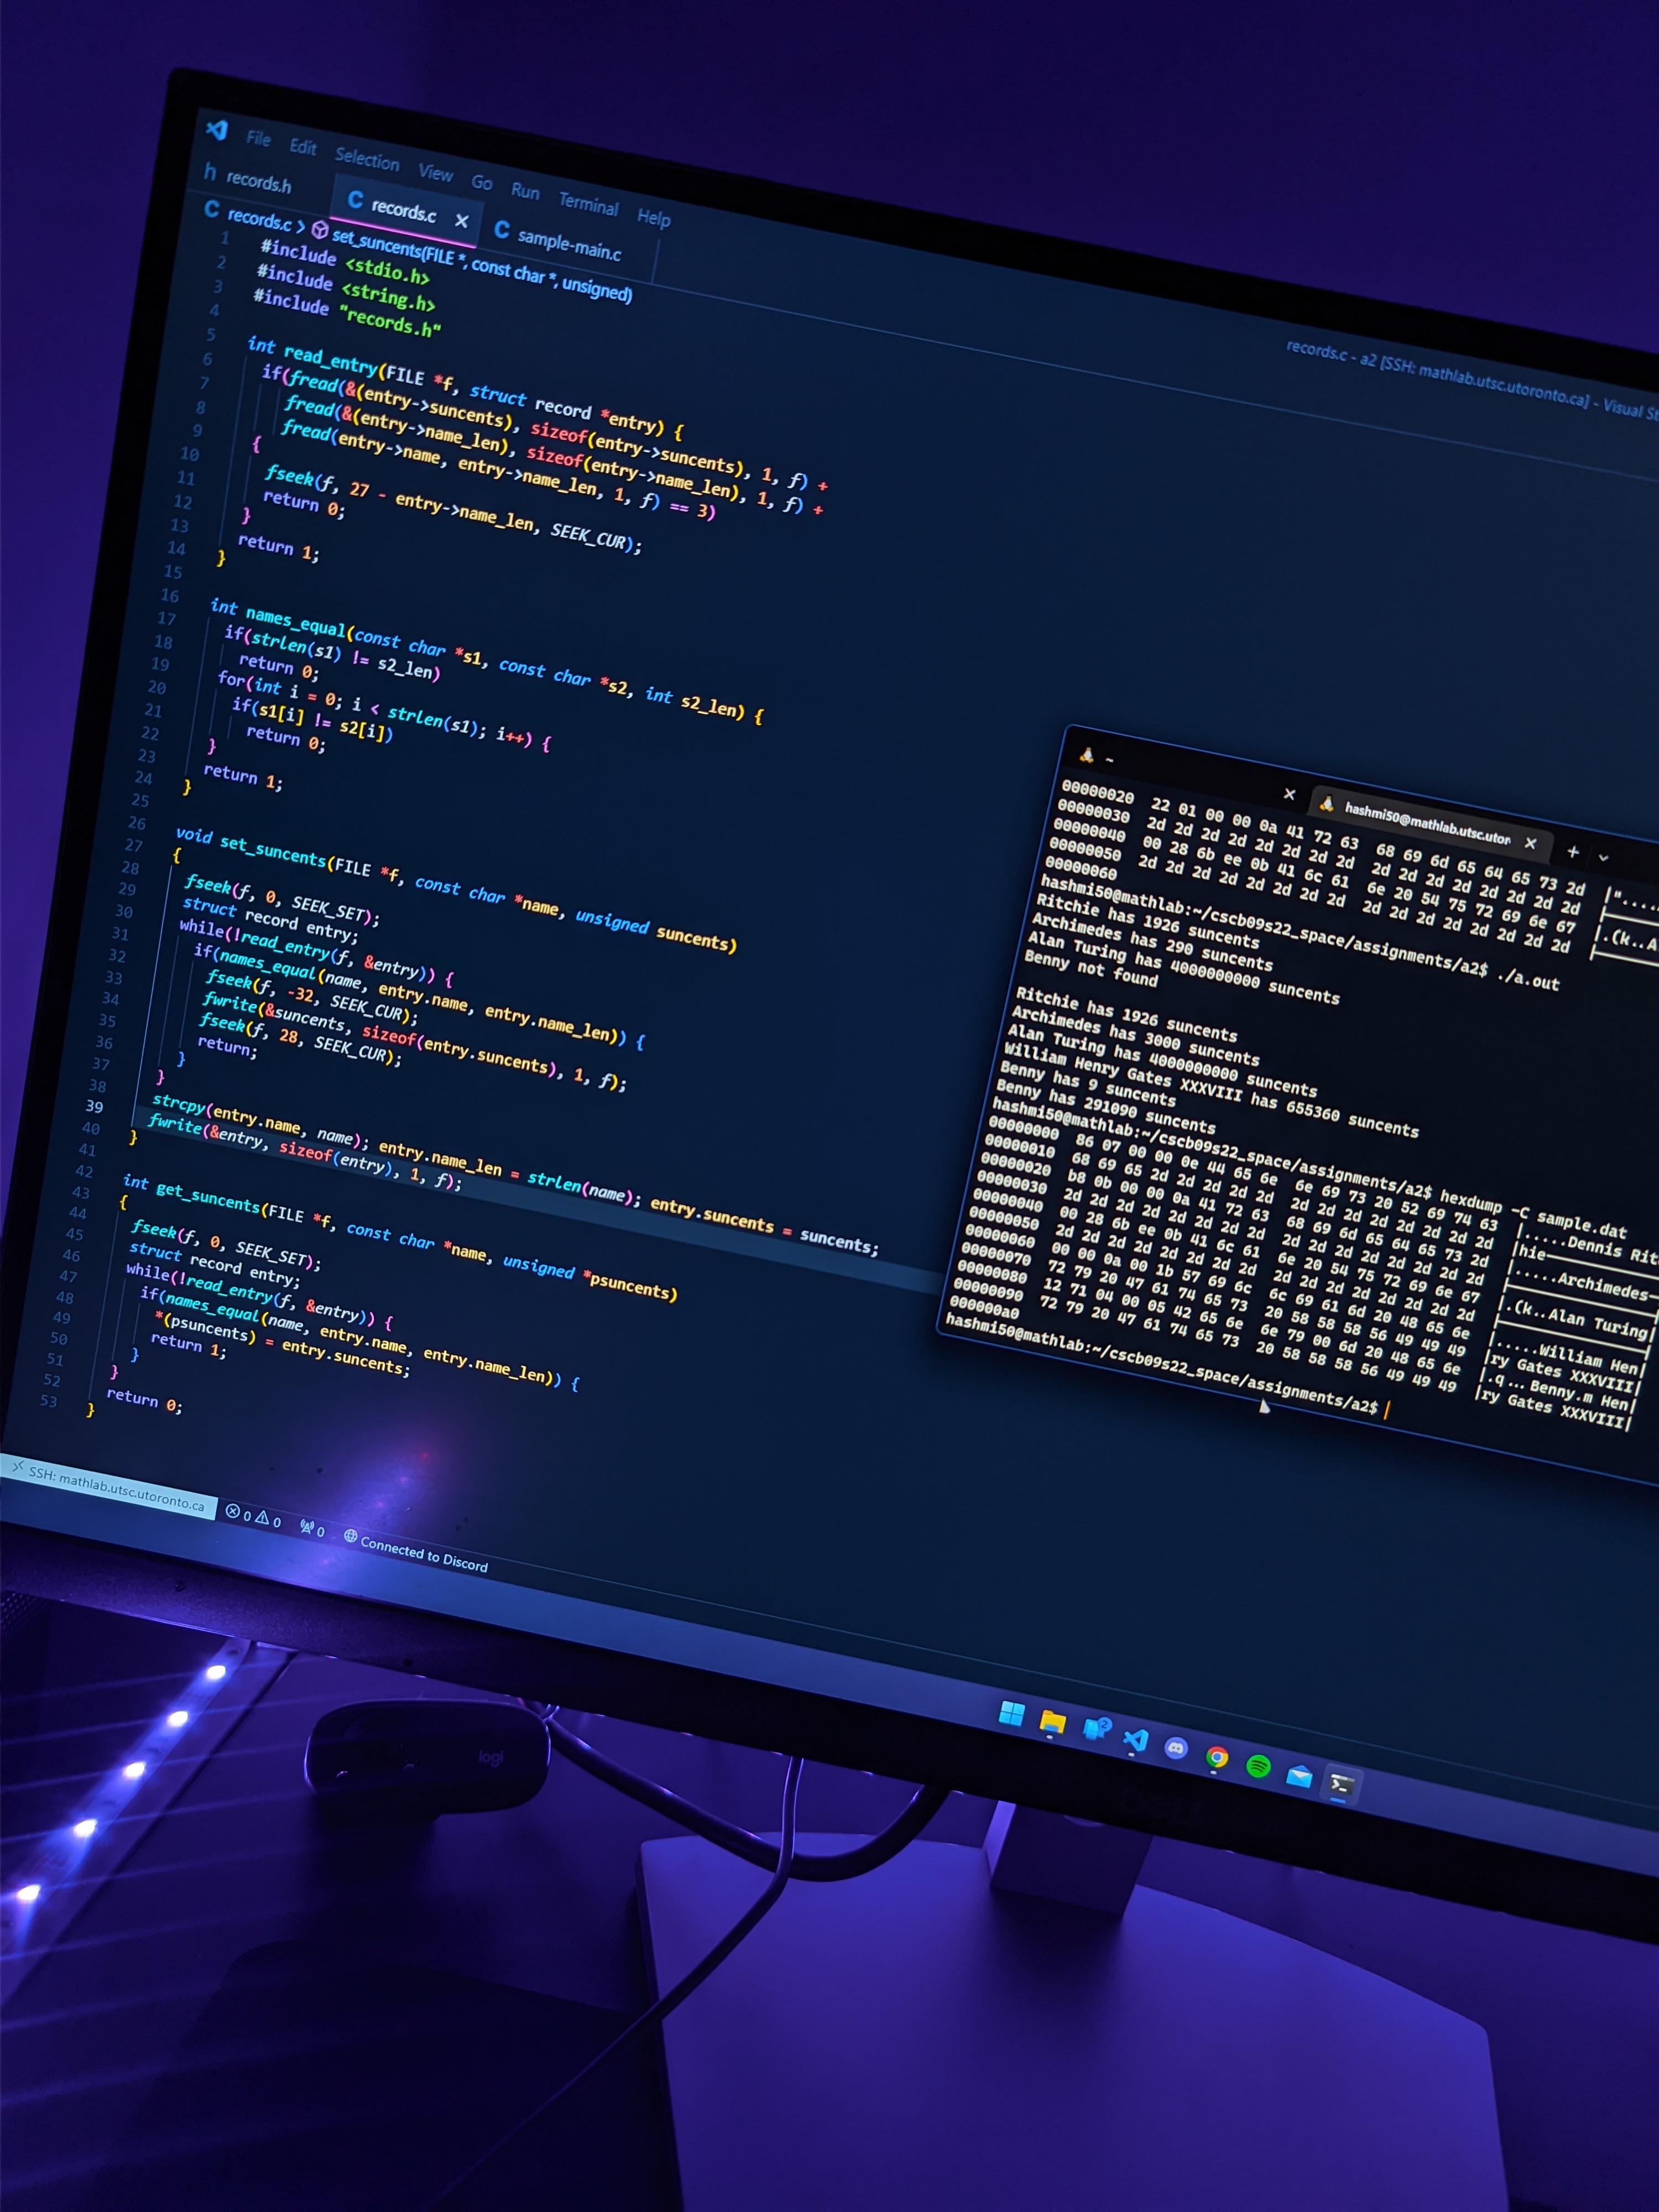 File Edit Selection View Go Run Terminal Help
records.c - a2 [SSH: mathlab.utsc.utoronto.ca] - Visual
records.h
records.c
sample-main.c
records.c > set_suncents(FILE *, const char *, unsigned)
1 #include <stdio.h>
2 #include <string.h>
3 #include "records.h"
4
5 int read_entry(FILE *f, struct record *entry) {
6 if(fread(&(entry->suncents), sizeof(entry->suncents), 1, f) +
7 fread(&(entry->name_len), sizeof(entry->name_len), 1, f) +
8 fread(entry->name, entry->name_len, 1, f) == 3)
9 {
10 fseek(f, 27 - entry->name_len, SEEK_CUR);
11 return 0;
12 }
13 return 1;
14 }
15
16 int names_equal(const char *s1, const char *s2, int s2_len) {
17 if(strlen(s1) != s2_len)
18 return 0;
19 for(int i = 0; i < strlen(s1); i++) {
20 if(s1[i] != s2[i])
21 return 0;
22 }
23 return 1;
24 }
25
26 void set_suncents(FILE *f, const char *name, unsigned suncents)
27 {
28 fseek(f, 0, SEEK_SET);
29 struct record entry;
30 while(!read_entry(f, &entry)) {
31 if(names_equal(name, entry.name, entry.name_len)) {
32 fseek(f, -32, SEEK_CUR);
33 fwrite(&suncents, sizeof(entry.suncents), 1, f);
34 fseek(f, 28, SEEK_CUR);
35 return;
36 }
37 }
38 strcpy(entry.name, name); entry.name_len = strlen(name); entry.suncents = suncents;
39 fwrite(&entry, sizeof(entry), 1, f);
40 }
41
42 int get_suncents(FILE *f, const char *name, unsigned *psuncents)
43 {
44 fseek(f, 0, SEEK_SET);
45 struct record entry;
46 while(!read_entry(f, &entry)) {
47 if(names_equal(name, entry.name, entry.name_len)) {
48 *(psuncents) = entry.suncents;
49 return 1;
50 }
51 }
52 return 0;
53 }
SSH: mathlab.utsc.utoronto.ca 0 0 0 Connected to Discord
~
hashmi50@mathlab.utsc.utor
00000020 22 01 00 00 0a 41 72 63 68 69 6d 65 64 65 73 2d |".....
00000030 2d 2d 2d 2d 2d 2d 2d 2d 2d 2d 2d 2d 2d 2d 2d 2d
00000040 00 28 6b ee 0b 41 6c 61 6e 20 54 75 72 69 6e 67 |.(k..A
00000050 2d 2d 2d 2d 2d 2d 2d 2d 2d 2d 2d 2d 2d 2d 2d 2d
00000060
hashmi50@mathlab:~/cscb09s22_space/assignments/a2$ ./a.out
Ritchie has 1926 suncents
Archimedes has 290 suncents
Alan Turing has 4000000000 suncents
Benny not found
Ritchie has 1926 suncents
Archimedes has 3000 suncents
Alan Turing has 4000000000 suncents
William Henry Gates XXXVIII has 655360 suncents
Benny has 9 suncents
Benny has 291090 suncents
hashmi50@mathlab:~/cscb09s22_space/assignments/a2$ hexdump -C sample.dat
00000000 86 07 00 00 0e 44 65 6e 6e 69 73 20 52 69 74 63 |.....Dennis Rit
00000010 68 69 65 2d 2d 2d 2d 2d 2d 2d 2d 2d 2d 2d 2d 2d |hie-------------
00000020 b8 0b 00 00 0a 41 72 63 68 69 6d 65 64 65 73 2d |.....Archimedes-
00000030 2d 2d 2d 2d 2d 2d 2d 2d 2d 2d 2d 2d 2d 2d 2d 2d |----------------|
00000040 00 28 6b ee 0b 41 6c 61 6e 20 54 75 72 69 6e 67 |.(k..Alan Turing|
00000050 2d 2d 2d 2d 2d 2d 2d 2d 2d 2d 2d 2d 2d 2d 2d 2d |----------------|
00000060 00 00 0a 00 1b 57 69 6c 6c 69 61 6d 20 48 65 6e |.....William Hen|
00000070 72 79 20 47 61 74 65 73 20 58 58 58 56 49 49 49 |ry Gates XXXVIII|
00000080 12 71 04 00 05 42 65 6e 6e 79 00 6d 20 48 65 6e |.q...Benny.m Hen|
00000090 72 79 20 47 61 74 65 73 20 58 58 58 56 49 49 49 |ry Gates XXXVIII|
000000a0
hashmi50@mathlab:~/cscb09s22_space/assignments/a2$
2
logi
DELL